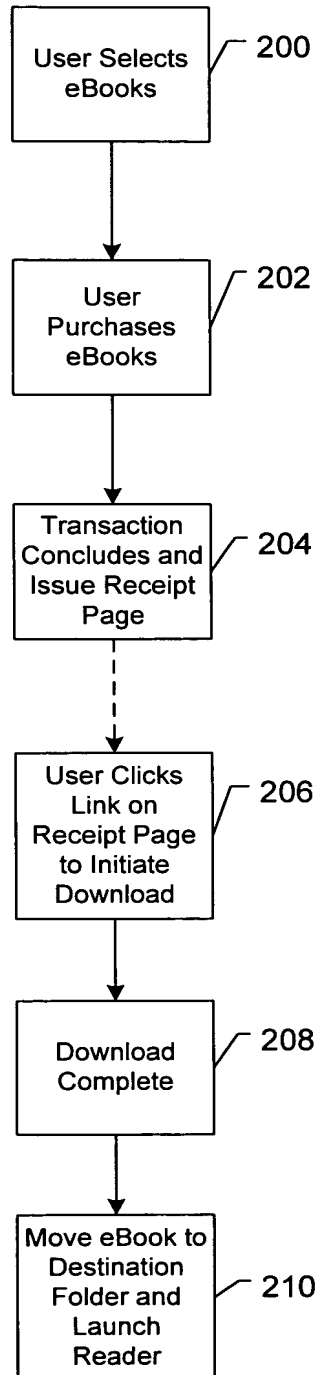 User Selects
eBooks
200
User
Purchases
eBooks
202
Transaction
Concludes and
Issue Receipt
Page
204
User Clicks
Link on
Receipt Page
to Initiate
Download
206
Download
Complete
208
Move eBook to
Destination
Folder and
Launch
Reader
210